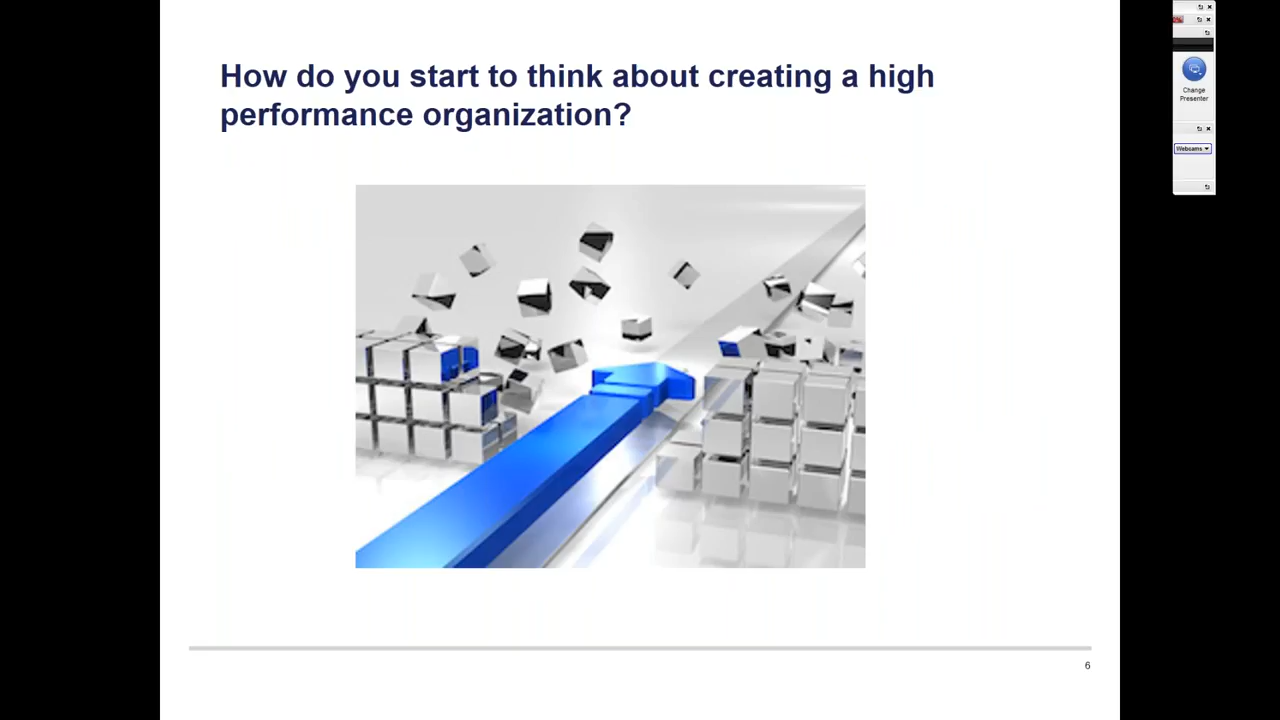 How do you start to think about creating a high
performance organization?
6
Change
Presenter
Webcams